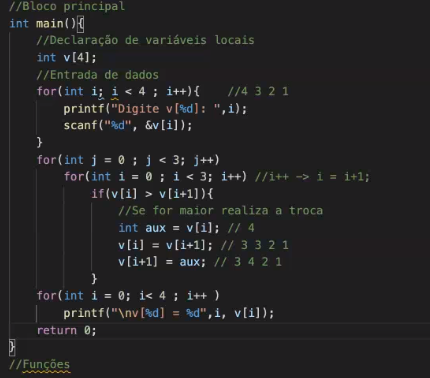 //Bloco principal
int main(){
//Declaração de variáveis locais
int v[4];
//Entrada de dados
for(int i; i < 4 ; i++){ //4 3 2 1
printf("Digite v[%d]: ",i);
scanf("%d", &v[i]);
}
for(int j = 0 ; j < 3; j++)
for(int i = 0 ; i < 3; i++) //i++ -> i = i+1;
if(v[i] > v[i+1]){
//Se for maior realiza a troca
int aux = v[i]; // 4
v[i] = v[i+1]; // 3 3 2 1
v[i+1] = aux; // 3 4 2 1
}
for(int i = 0; i< 4 ; i++ )
printf("\nv[%d] = %d",i, v[i]);
return 0;
}
//Funções